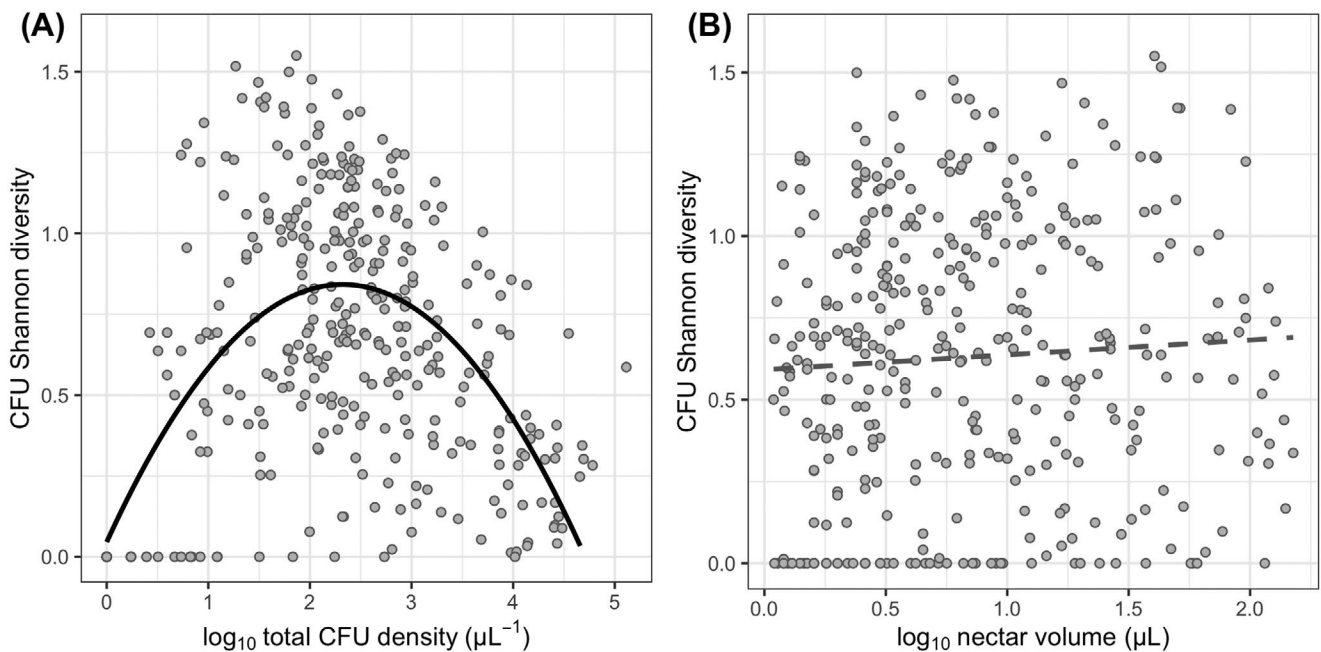 (A)
CFU Shannon diversity
1.5
1.0
0.5
0.0
0 1 2 3 4 5
log₁₀ total CFU density (μL⁻¹)
(B)
CFU Shannon diversity
1.5
1.0
0.5
0.0
0.0 0.5 1.0 1.5 2.0
log₁₀ nectar volume (μL)